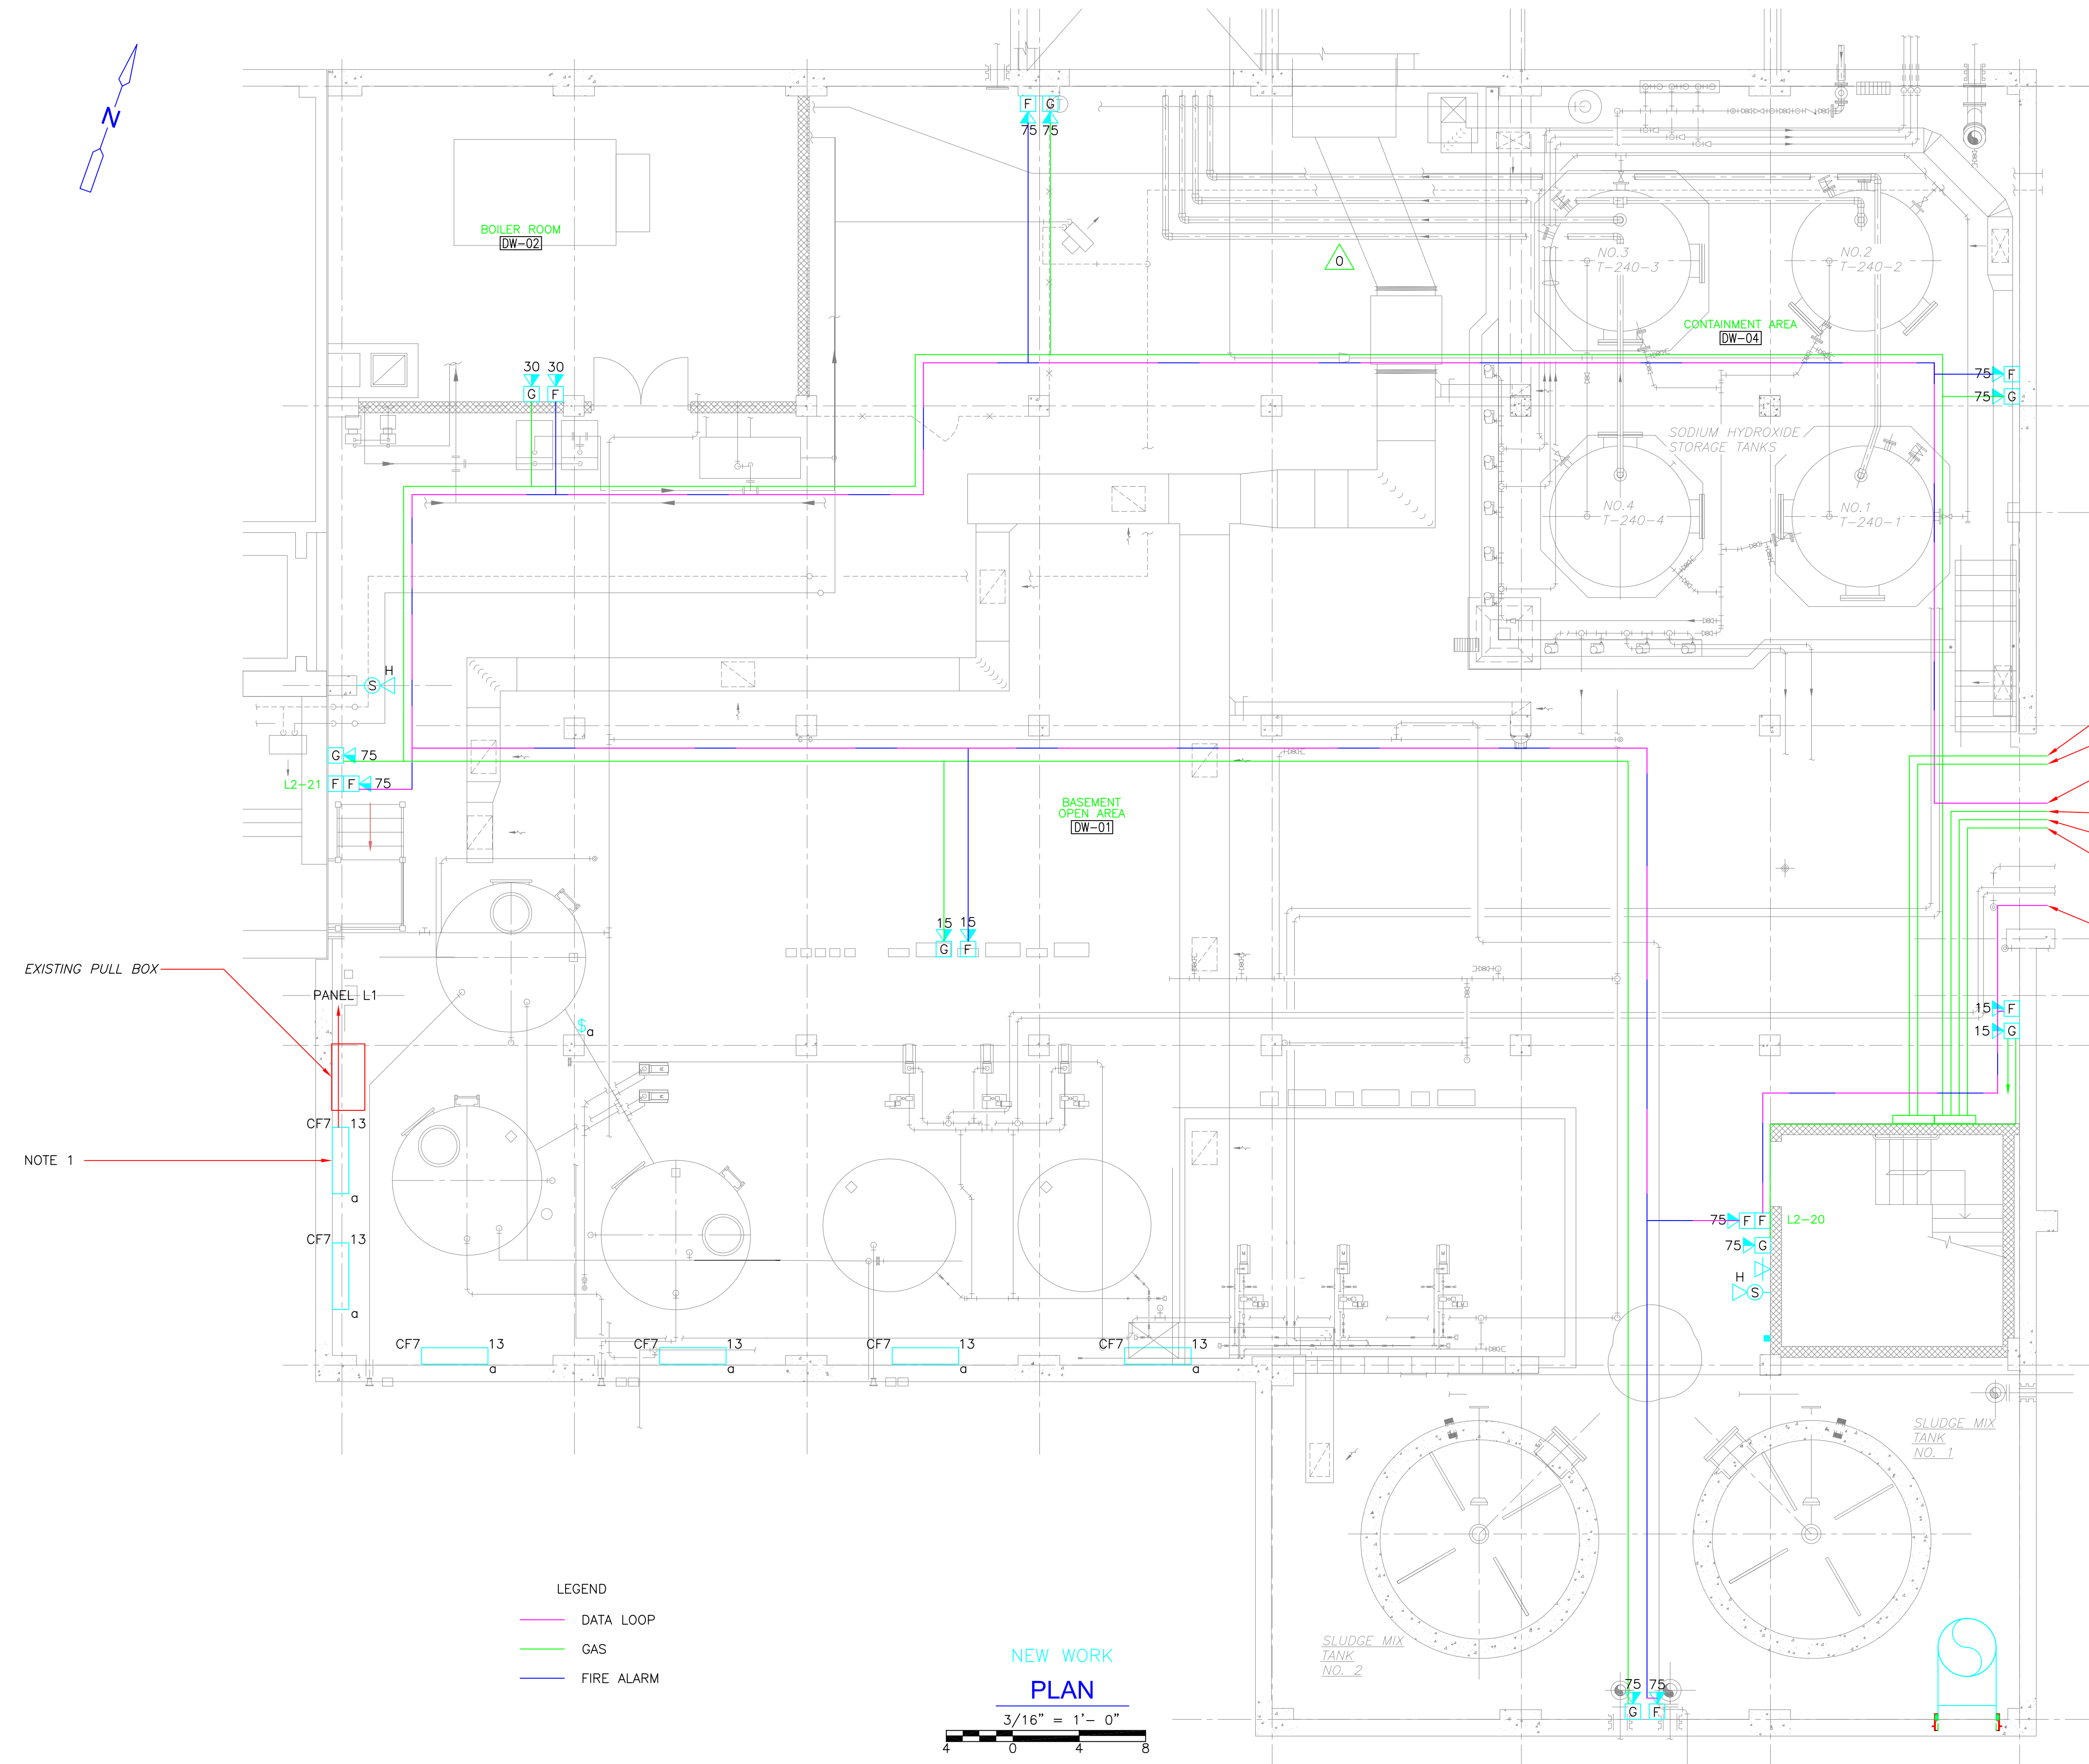 N
F G
75 75
BOILER ROOM
DW-02
0
NO.3
T-240-3
NO.2
T-240-2
CONTAINMENT AREA
DW-04
30 30
G F
75 F
75 G
SODIUM HYDROXIDE
STORAGE TANKS
NO.4
T-240-4
NO.1
T-240-1
H
S
G 75
L2-21 F F 75
BASEMENT
OPEN AREA
DW-01
15 15
G F
EXISTING PULL BOX
PANEL L1
$a
15 F
15 G
CF7 13
NOTE 1
a
75 F F L2-20
75 G
CF7 13
H
S
a
CF7 13
a
CF7 13
a
CF7 13
a
CF7 13
a
SLUDGE MIX
TANK
NO. 1
SLUDGE MIX
TANK
NO. 2
LEGEND
DATA LOOP
GAS
FIRE ALARM
NEW WORK
PLAN
3/16" = 1'- 0"
4 0 4 8
75 75
G F